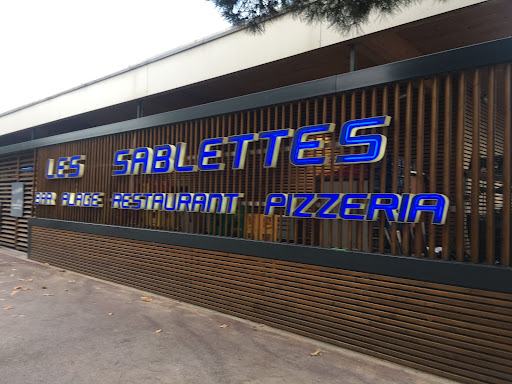 LES SABLETTES
BAR PLAGE RESTAURANT PIZZERIA